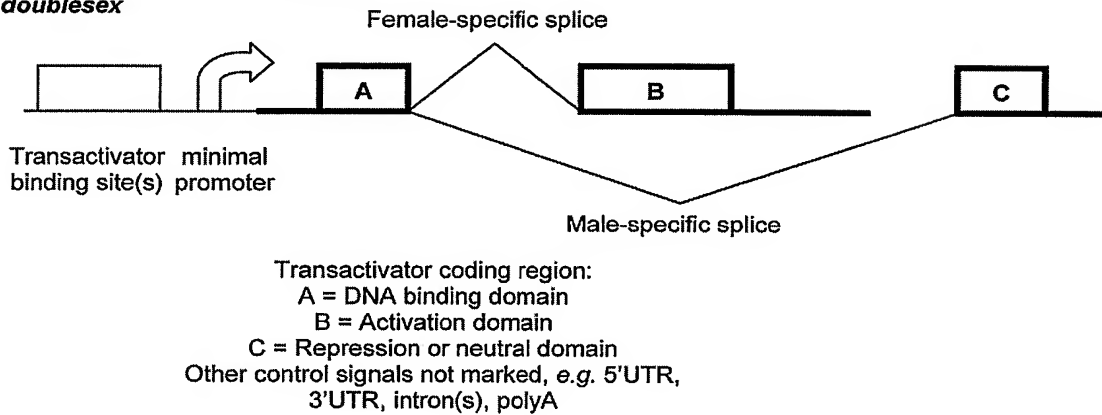 doublesex
Female-specific splice
A
B
C
Transactivator minimal
binding site(s) promoter
Male-specific splice
Transactivator coding region:
A = DNA binding domain
B = Activation domain
C = Repression or neutral domain
Other control signals not marked, e.g. 5'UTR,
3'UTR, intron(s), polyA